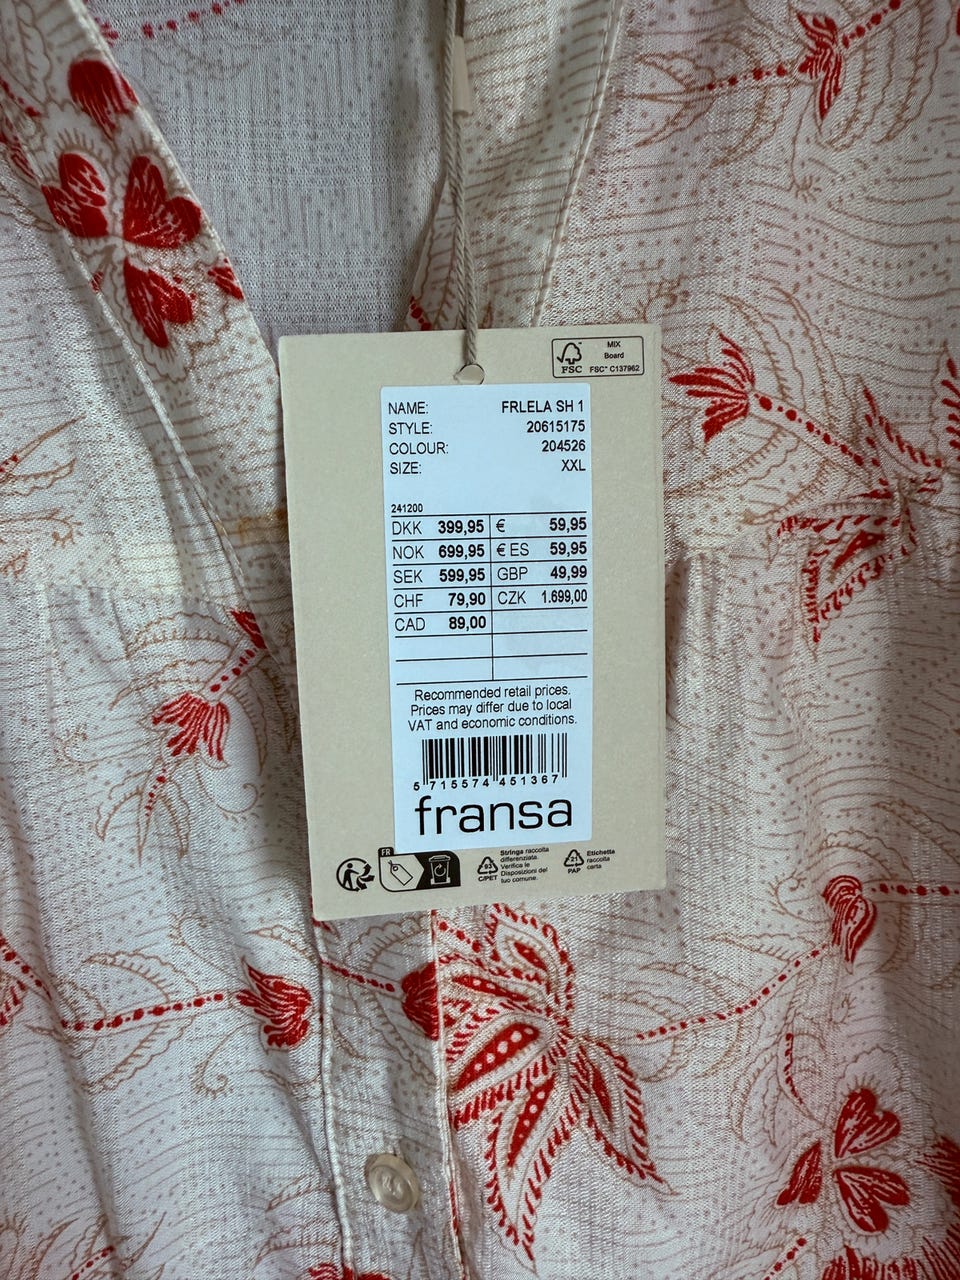 MIX
Board
FSC™ C137962
FSC
NAME: FRLELA SH 1
STYLE: 20615175
COLOUR: 204526
SIZE: XXL
241200
DKK 399,95 € 59,95
NOK 699,95 € ES 59,95
SEK 599,95 GBP 49,99
CHF 79,90 CZK 1.699,00
CAD 89,00
Recommended retail prices.
Prices may differ due to local
VAT and economic conditions.
5 715574 451367
fransa
FR
93
C/PET
Stringa raccolta
differenziata.
Verifica le
Disposizioni del
tuo comune.
21
PAP
Etichetta
raccolta
carta